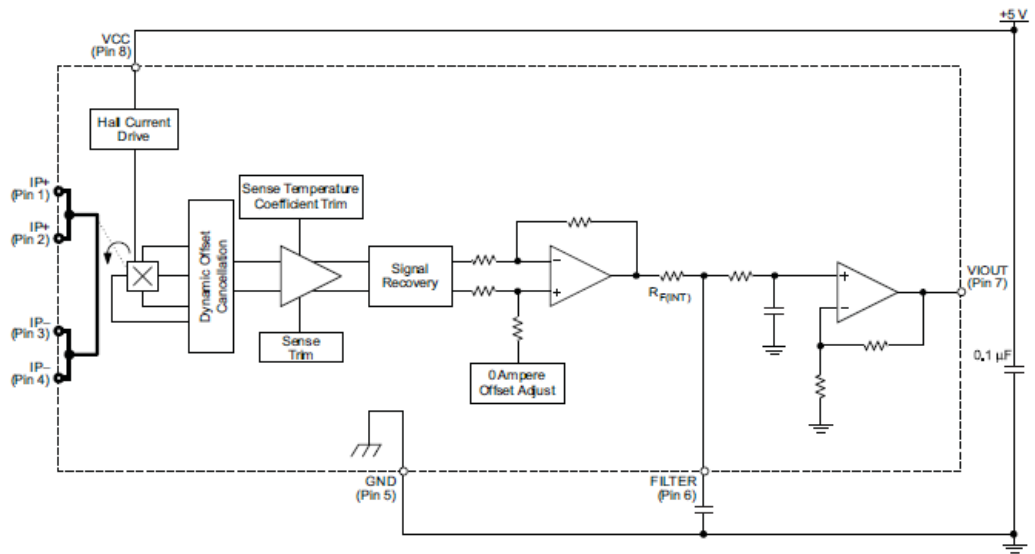 +5 V
VCC
(Pin 8)
Hall Current
Drive
IP+
(Pin 1)
IP+
(Pin 2)
IP–
(Pin 3)
IP–
(Pin 4)
Dynamic Offset
Cancellation
Sense Temperature
Coefficient Trim
Sense
Trim
Signal
Recovery
0 Ampere
Offset Adjust
–
+
RF(INT)
+
–
VIOUT
(Pin 7)
0.1 µF
GND
(Pin 5)
FILTER
(Pin 6)